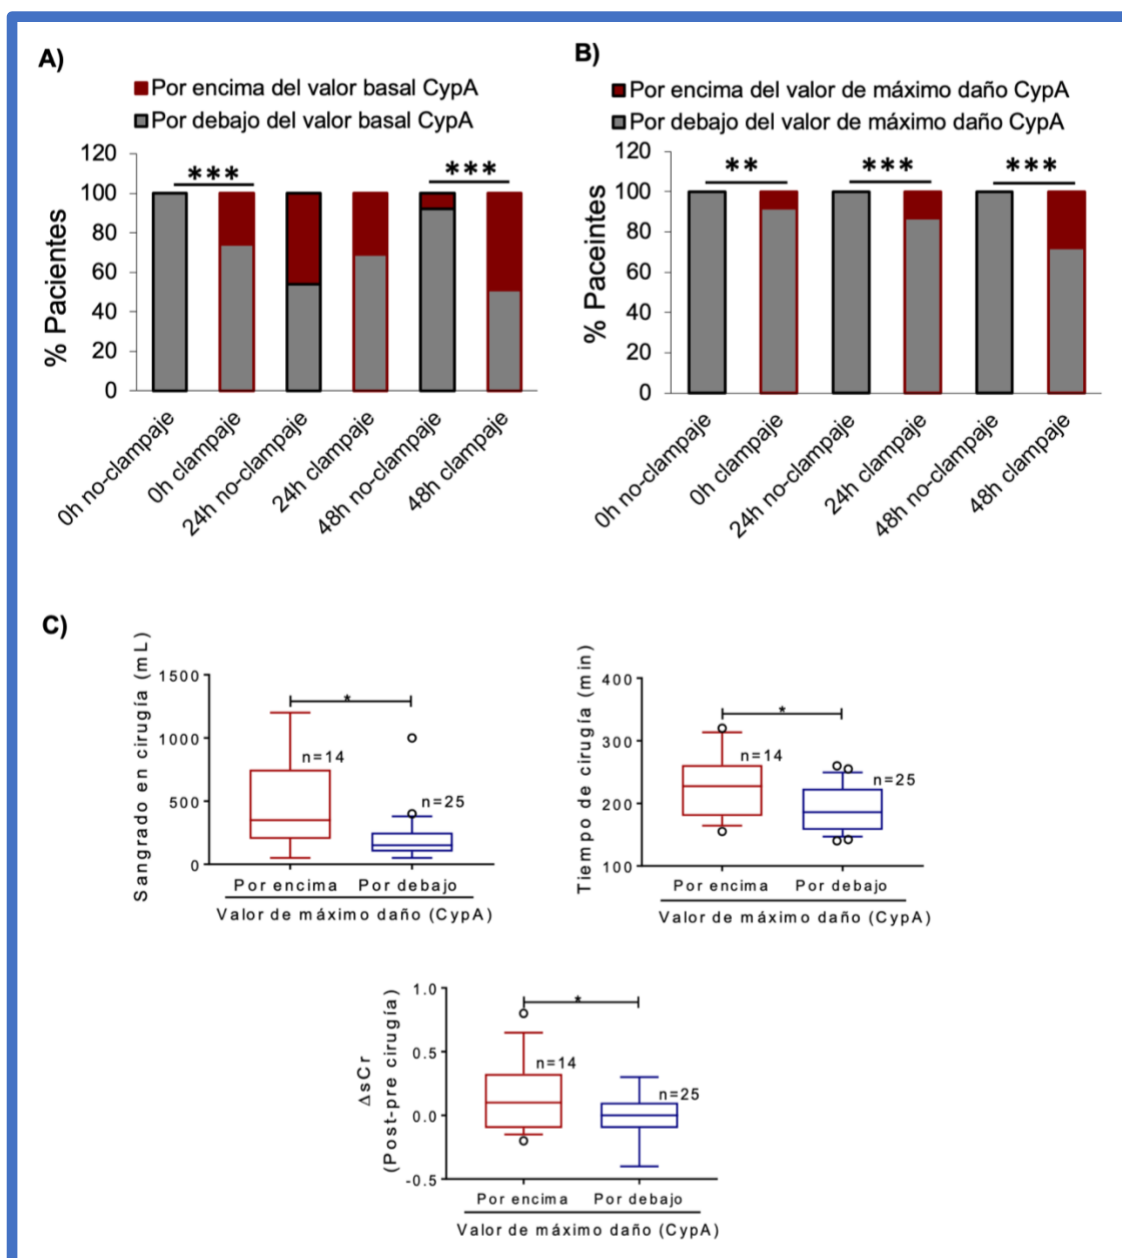 A)
Por encima del valor basal CypA
Por debajo del valor basal CypA
120
100
80
60
40
20
0
% Pacientes
***
***
0h no-clampaje
0h clampaje
24h no-clampaje
24h clampaje
48h no-clampaje
48h clampaje
B)
Por encima del valor de máximo daño CypA
Por debajo del valor de máximo daño CypA
120
100
80
60
40
20
0
% Paceintes
**
***
***
0h no-clampaje
0h clampaje
24h no-clampaje
24h clampaje
48h no-clampaje
48h clampaje
C)
Sangrado en cirugía (mL)
1500
1000
500
0
*
n=14
n=25
Por encima
Por debajo
Valor de máximo daño (CypA)
Tiempo de cirugía (min)
400
300
200
100
*
n=14
n=25
Por encima
Por debajo
Valor de máximo daño (CypA)
ΔsCr
(Post-pre cirugía)
1.0
0.5
0.0
-0.5
*
n=14
n=25
Por encima
Por debajo
Valor de máximo daño (CypA)